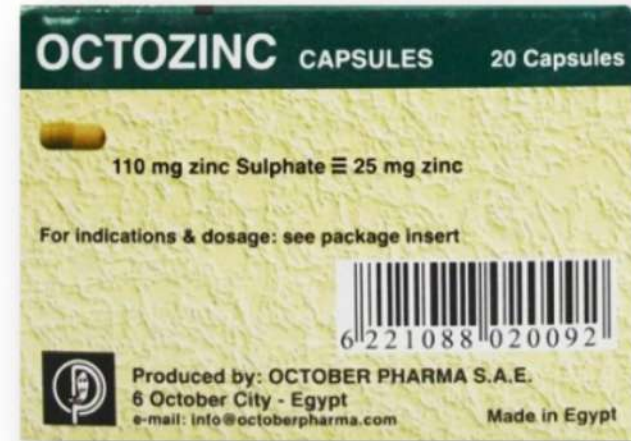 OCTOZINC CAPSULES 20 Capsules
110 mg zinc Sulphate ≡ 25 mg zinc
For indications & dosage: see package insert
6 221088 020092
Produced by: OCTOBER PHARMA S.A.E.
6 October City - Egypt
e-mail: info@octoberpharma.com Made in Egypt